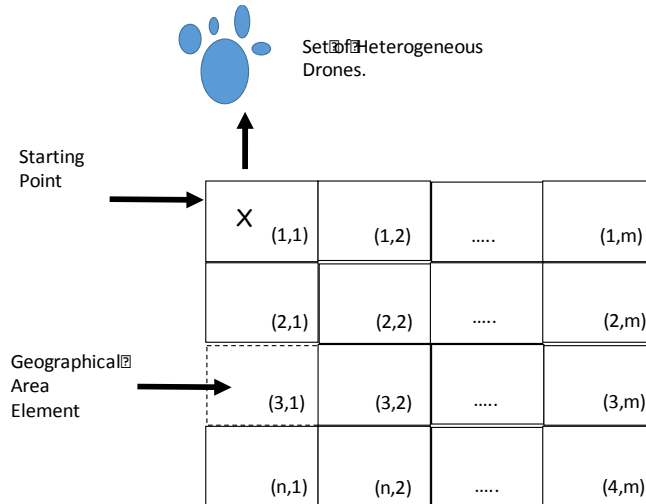 Set of Heterogeneous
Drones.
Starting
Point
X
(1,1) (1,2) ..... (1,m)
(2,1) (2,2) ..... (2,m)
Geographical
Area
Element
(3,1) (3,2) ..... (3,m)
(n,1) (n,2) ..... (4,m)